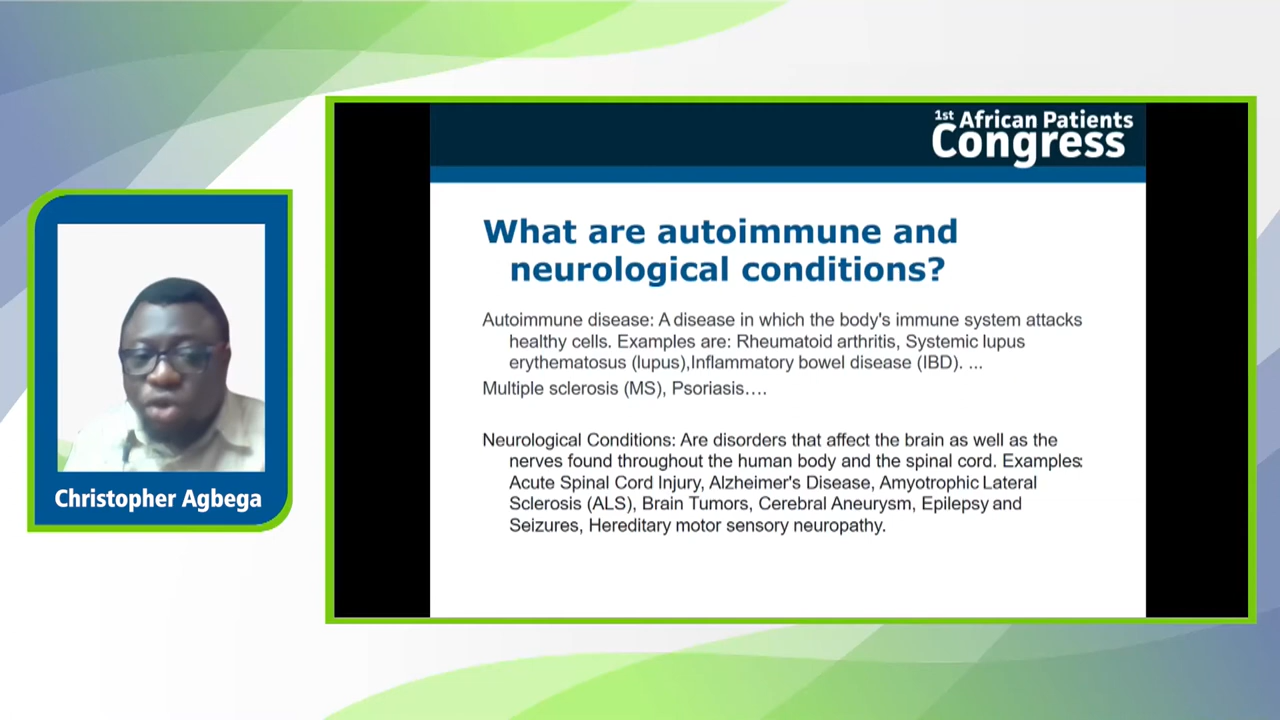 1st African Patients
Congress
What are autoimmune and
neurological conditions?
Autoimmune disease: A disease in which the body's immune system attacks
healthy cells. Examples are: Rheumatoid arthritis, Systemic lupus
erythematosus (lupus),Inflammatory bowel disease (IBD). ...
Multiple sclerosis (MS), Psoriasis….
Neurological Conditions: Are disorders that affect the brain as well as the
nerves found throughout the human body and the spinal cord. Examples:
Acute Spinal Cord Injury, Alzheimer's Disease, Amyotrophic Lateral
Sclerosis (ALS), Brain Tumors, Cerebral Aneurysm, Epilepsy and
Seizures, Hereditary motor sensory neuropathy.
Christopher Agbega